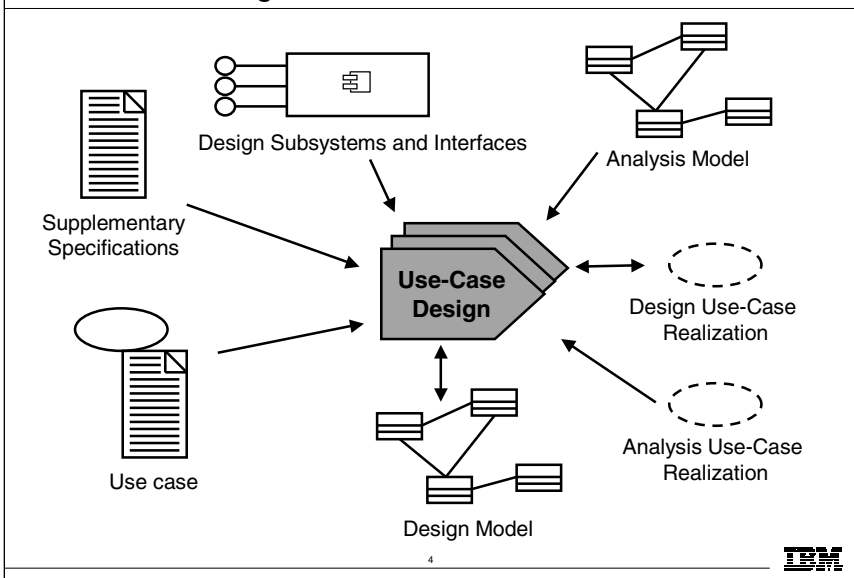 Design Subsystems and Interfaces
Analysis Model
Supplementary
Specifications
Use-Case
Design
Design Use-Case
Realization
Use case
Analysis Use-Case
Realization
Design Model
4
IBM